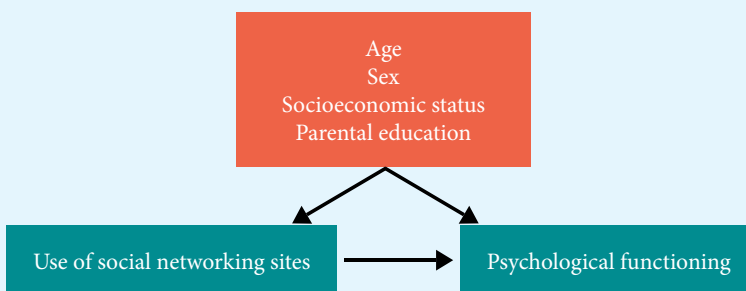 Age
Sex
Socioeconomic status
Parental education
Use of social networking sites
Psychological functioning